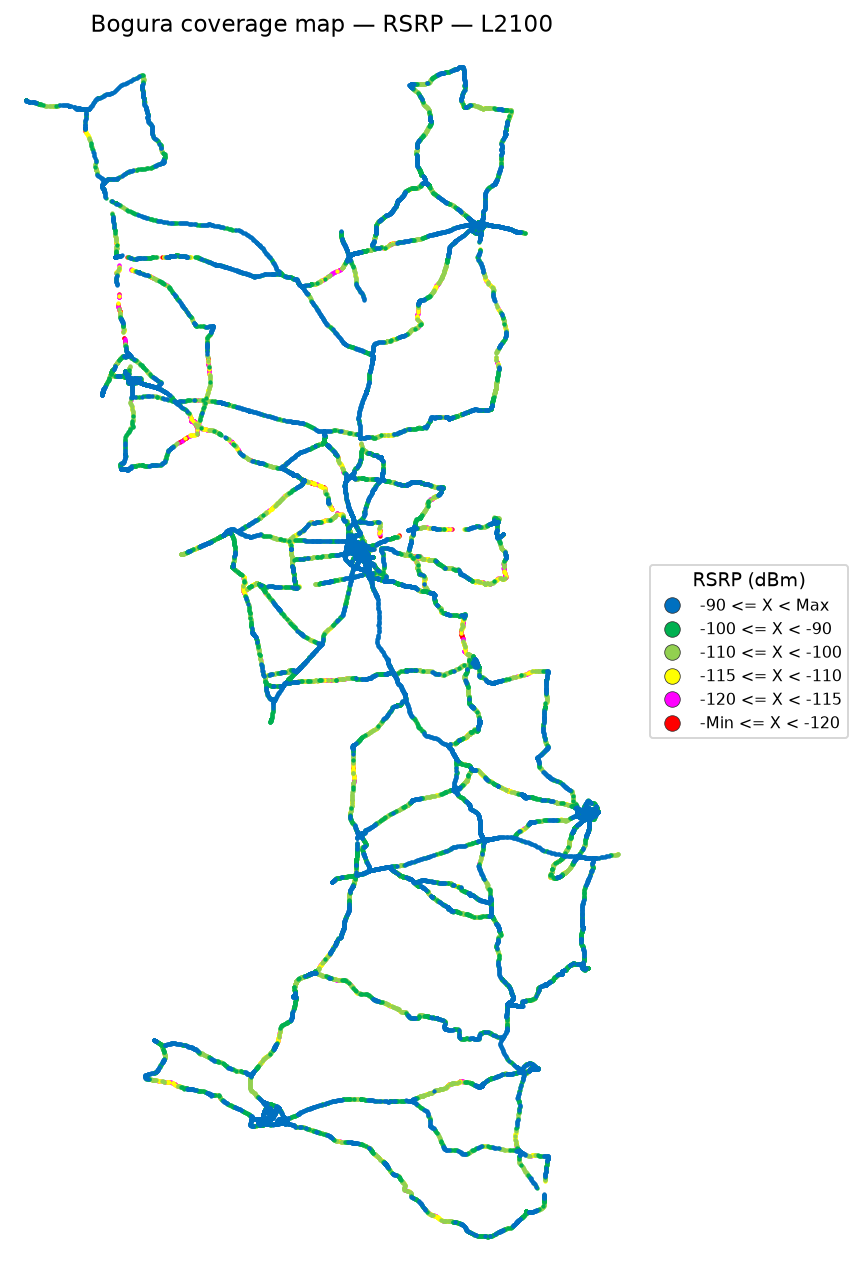 Bogura coverage map — RSRP — L2100
RSRP (dBm)
-90 <= X < Max
-100 <= X < -90
-110 <= X < -100
-115 <= X < -110
-120 <= X < -115
-Min <= X < -120